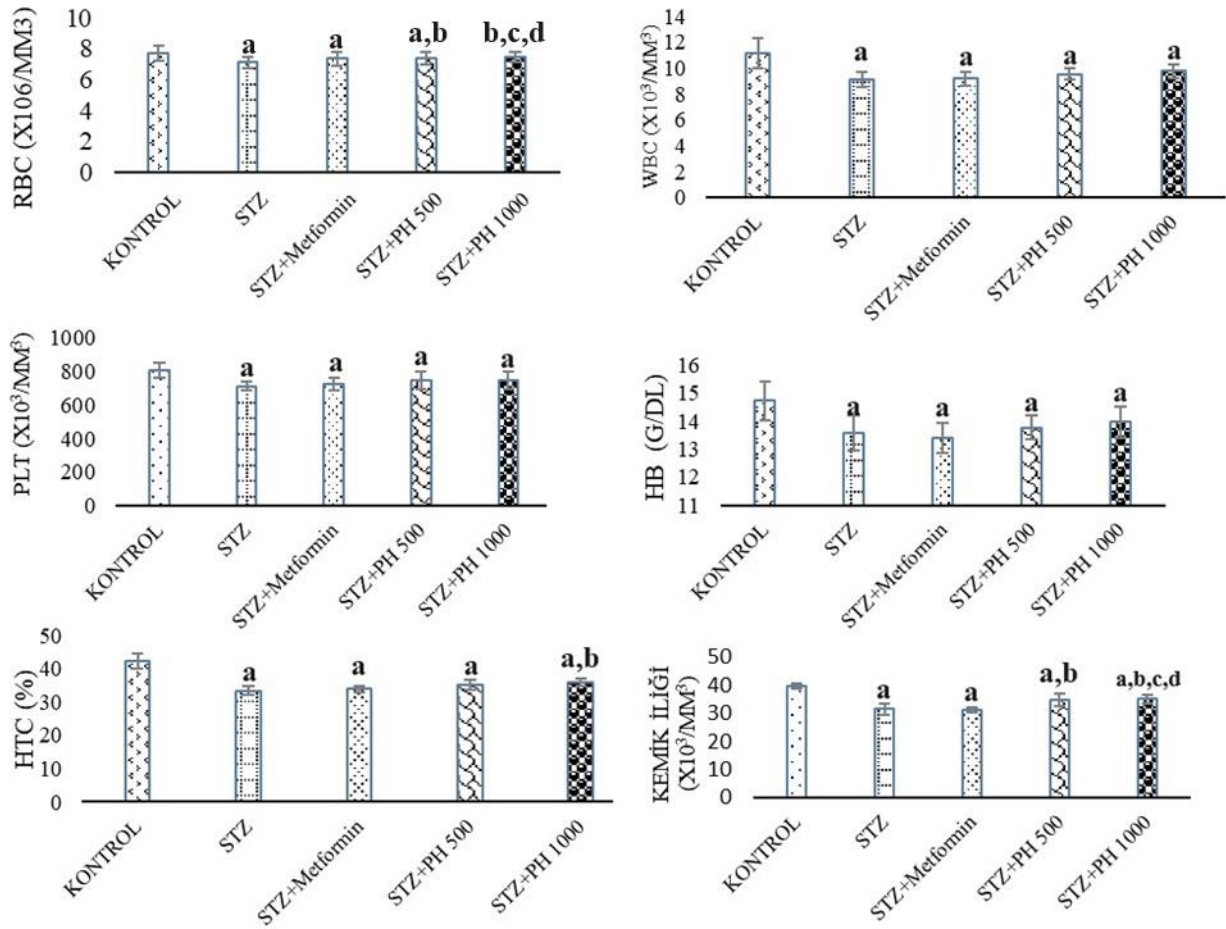 RBC (X106/MM3)
10
8
6
4
2
0
a
a
a,b
b,c,d
KONTROL
STZ
STZ+Metformin
STZ+PH 500
STZ+PH 1000
WBC (X10³/MM³)
14
12
10
8
6
4
2
0
a
a
a
a
KONTROL
STZ
STZ+Metformin
STZ+PH 500
STZ+PH 1000
PLT (X10³/MM³)
1000
800
600
400
200
0
a
a
a
a
KONTROL
STZ
STZ+Metformin
STZ+PH 500
STZ+PH 1000
HB ((G/DL)
16
15
14
13
12
11
a
a
a
a
KONTROL
STZ
STZ+Metformin
STZ+PH 500
STZ+PH 1000
HTC (%)
50
40
30
20
10
0
a
a
a
a,b
KONTROL
STZ
STZ+Metformin
STZ+PH 500
STZ+PH 1000
KEMİK İLİĞİ
(X10³/MM³)
50
40
30
20
10
0
a
a
a,b
a,b,c,d
KONTROL
STZ
STZ+Metformin
STZ+PH 500
STZ+PH 1000